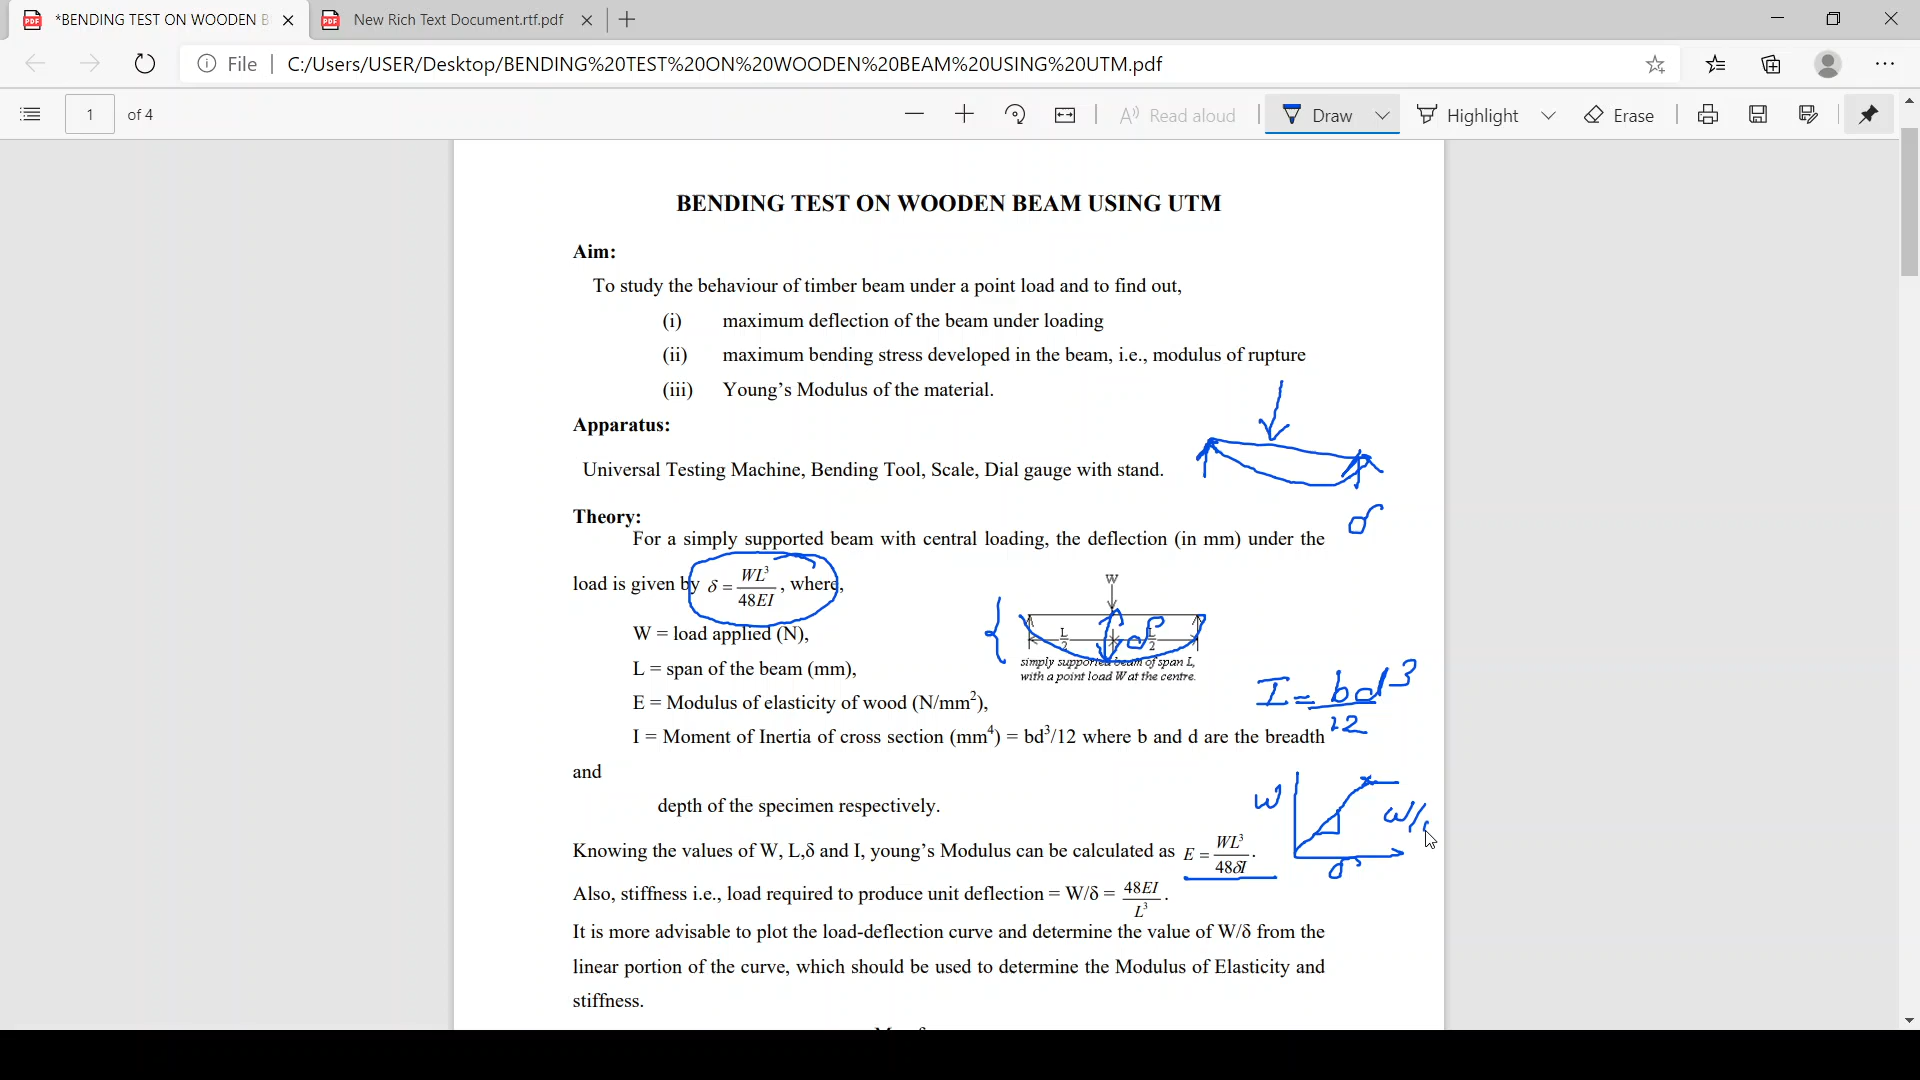 *BENDING TEST ON WOODEN B
New Rich Text Document.rtf.pdf
File
C:/Users/USER/Desktop/BENDING%20TEST%20ON%20WOODEN%20BEAM%20USING%20UTM.pdf
1 of 4
Read aloud
Draw
Highlight
Erase
BENDING TEST ON WOODEN BEAM USING UTM
Aim:
To study the behaviour of timber beam under a point load and to find out,
(i) maximum deflection of the beam under loading
(ii) maximum bending stress developed in the beam, i.e., modulus of rupture
(iii) Young’s Modulus of the material.
Apparatus:
Universal Testing Machine, Bending Tool, Scale, Dial gauge with stand.
Theory:
For a simply supported beam with central loading, the deflection (in mm) under the
load is given by δ = WL³/48EI, where,
W = load applied (N),
L = span of the beam (mm),
E = Modulus of elasticity of wood (N/mm²),
I = Moment of Inertia of cross section (mm⁴) = bd³/12 where b and d are the breadth
and
depth of the specimen respectively.
W
L/2
L/2
simply supported beam of span L,
with a point load W at the centre.
δ
δ
I = bd³/12
W
δ
W/
Knowing the values of W, L,δ and I, young’s Modulus can be calculated as E = WL³/48δI.
Also, stiffness i.e., load required to produce unit deflection = W/δ = 48EI/L³.
It is more advisable to plot the load-deflection curve and determine the value of W/δ from the
linear portion of the curve, which should be used to determine the Modulus of Elasticity and
stiffness.